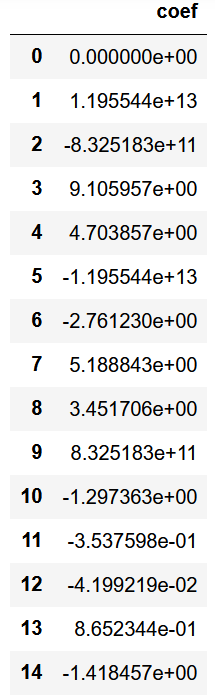 coef
0 0.000000e+00
1 1.195544e+13
2 -8.325183e+11
3 9.105957e+00
4 4.703857e+00
5 -1.195544e+13
6 -2.761230e+00
7 5.188843e+00
8 3.451706e+00
9 8.325183e+11
10 -1.297363e+00
11 -3.537598e-01
12 -4.199219e-02
13 8.652344e-01
14 -1.418457e+00